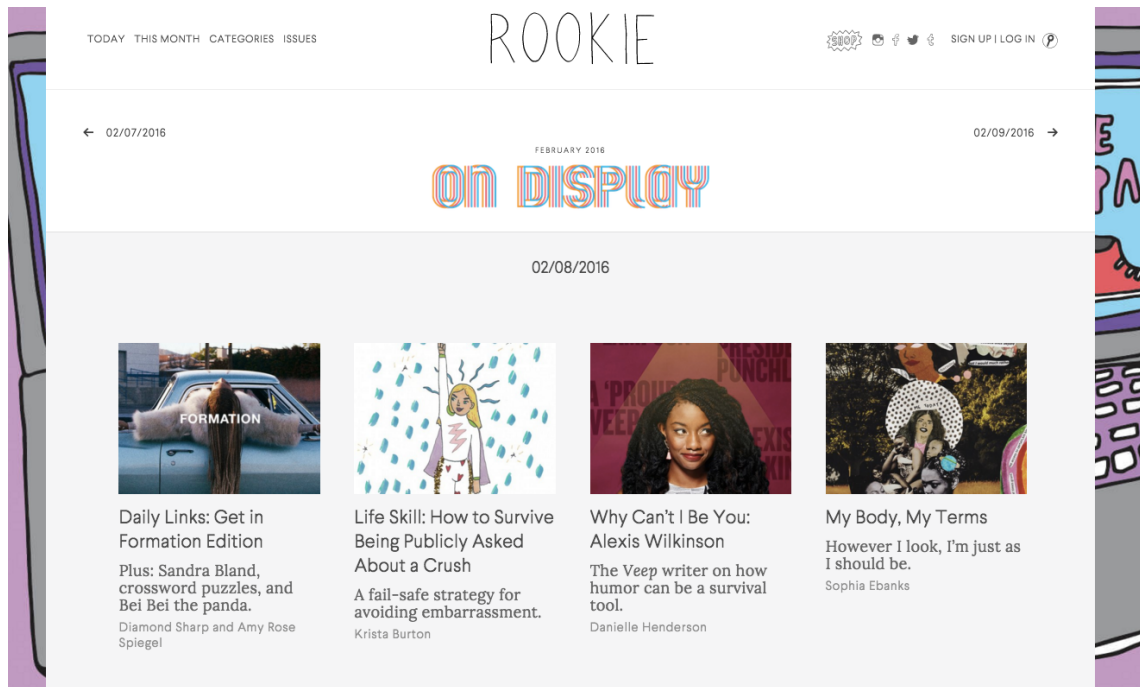 TODAY THIS MONTH CATEGORIES ISSUES
ROOKIE
SHOP
SIGN UP | LOG IN
← 02/07/2016
02/09/2016 →
FEBRUARY 2016
ON DISPLAY
02/08/2016
FORMATION
Daily Links: Get in
Formation Edition
Plus: Sandra Bland,
crossword puzzles, and
Bei Bei the panda.
Diamond Sharp and Amy Rose
Spiegel
Life Skill: How to Survive
Being Publicly Asked
About a Crush
A fail-safe strategy for
avoiding embarrassment.
Krista Burton
PUNCHL
A 'PROUD
VEEP
Why Can't I Be You:
Alexis Wilkinson
The Veep writer on how
humor can be a survival
tool.
Danielle Henderson
My Body, My Terms
However I look, I'm just as
I should be.
Sophia Ebanks